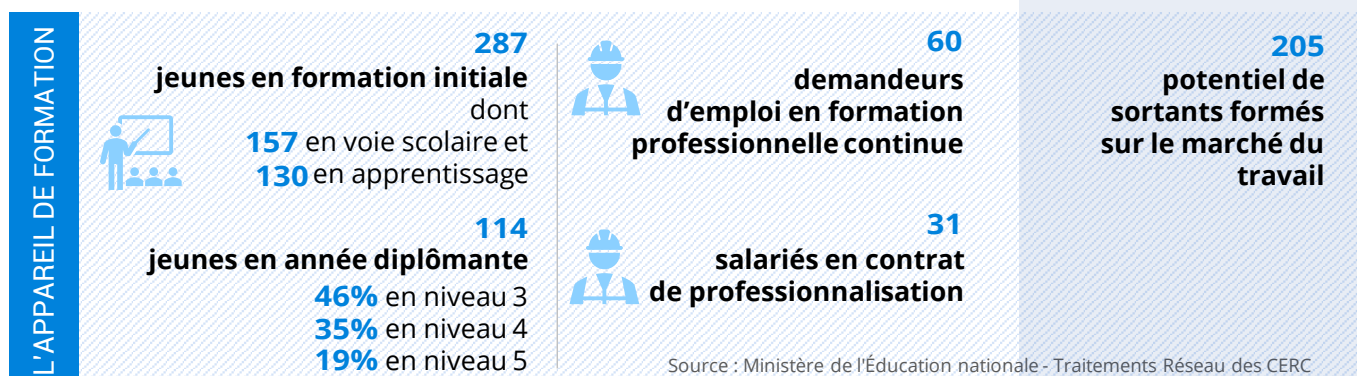 L'APPAREIL DE FORMATION
287
jeunes en formation initiale
dont
157 en voie scolaire et
130 en apprentissage
114
jeunes en année diplômante
46% en niveau 3
35% en niveau 4
19% en niveau 5
60
demandeurs
d’emploi en formation
professionnelle continue
31
salariés en contrat
de professionnalisation
205
potentiel de
sortants formés
sur le marché du
travail
Source : Ministère de l'Éducation nationale - Traitements Réseau des CERC